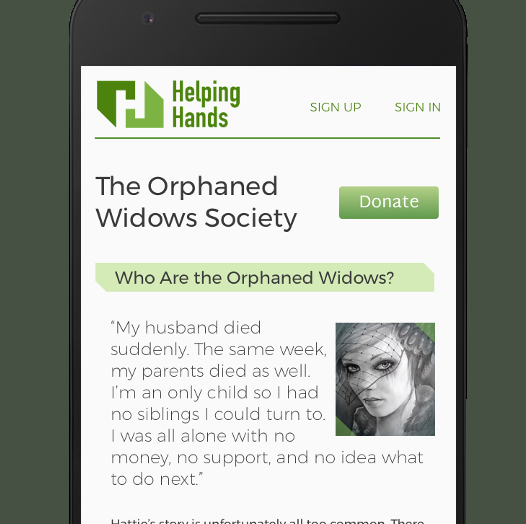 Helping
Hands
SIGN UP
SIGN IN
The Orphaned
Widows Society
Donate
Who Are the Orphaned Widows?
“My husband died
suddenly. The same week,
my parents died as well.
I’m an only child so I had
no siblings I could turn to.
I was all alone with no
money, no support, and no idea what
to do next.”
Hattie’s story is unfortunately all too common. There